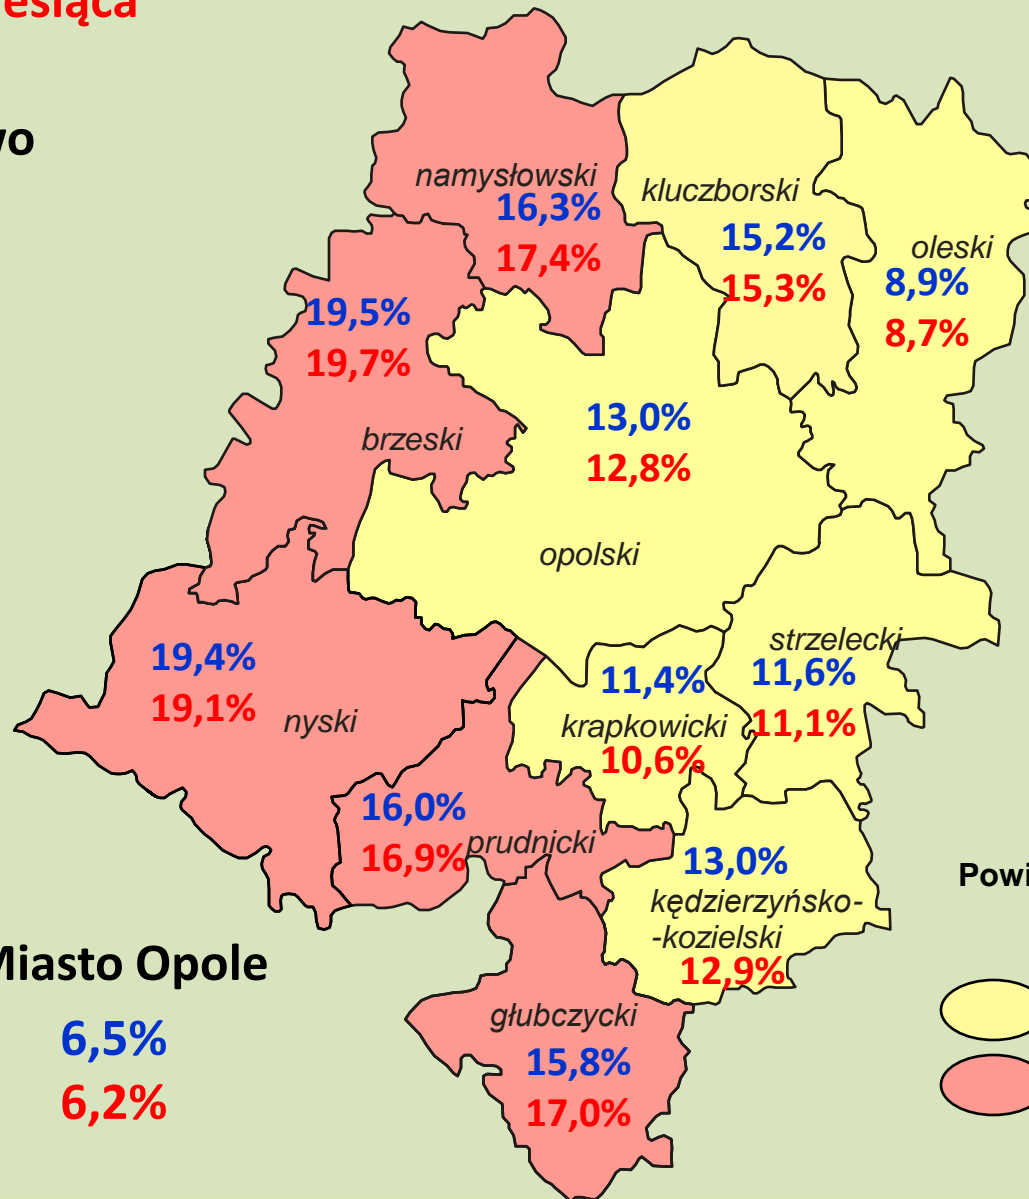 esiąca
wo
namysłowski
16,3%
17,4%
kluczborski
15,2%
15,3%
oleski
8,9%
8,7%
19,5%
19,7%
brzeski
13,0%
12,8%
opolski
19,4%
19,1%
nyski
11,4%
krapkowicki
10,6%
strzelecki
11,6%
11,1%
16,0%
16,9%
prudnicki
13,0%
kędzierzyńsko-
-kozielski
12,9%
Powi
Miasto Opole
6,5%
6,2%
głubczycki
15,8%
17,0%